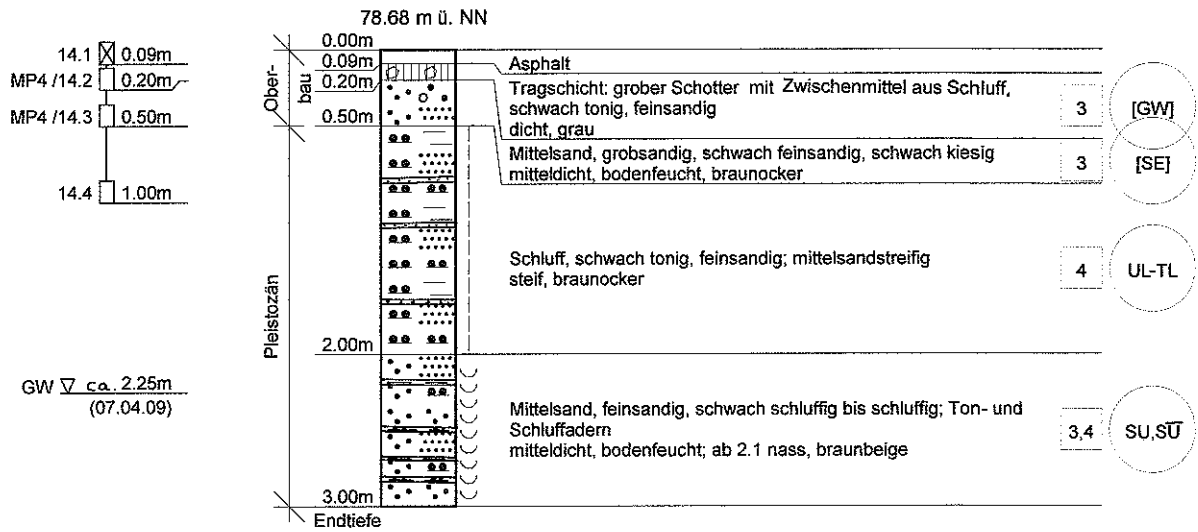 78.68 m ü. NN
14.1 0.09m
MP4 /14.2 0.20m
MP4 /14.3 0.50m
14.4 1.00m
GW ca. 2.25m
(07.04.09)
Ober-
bau
Pleistozän
0.00m
0.09m
0.20m
0.50m
2.00m
3.00m
Endtiefe
Asphalt
Tragschicht: grober Schotter mit Zwischenmittel aus Schluff,
schwach tonig, feinsandig
dicht, grau
3 [GW]
Mittelsand, grobsandig, schwach feinsandig, schwach kiesig
mitteldicht, bodenfeucht, braunocker
3 [SE]
Schluff, schwach tonig, feinsandig; mittelsandstreifig
steif, braunocker
4 UL-TL
Mittelsand, feinsandig, schwach schluffig bis schluffig; Ton- und
Schluffadern
mitteldicht, bodenfeucht; ab 2.1 nass, braunbeige
3,4 SU,SU̅